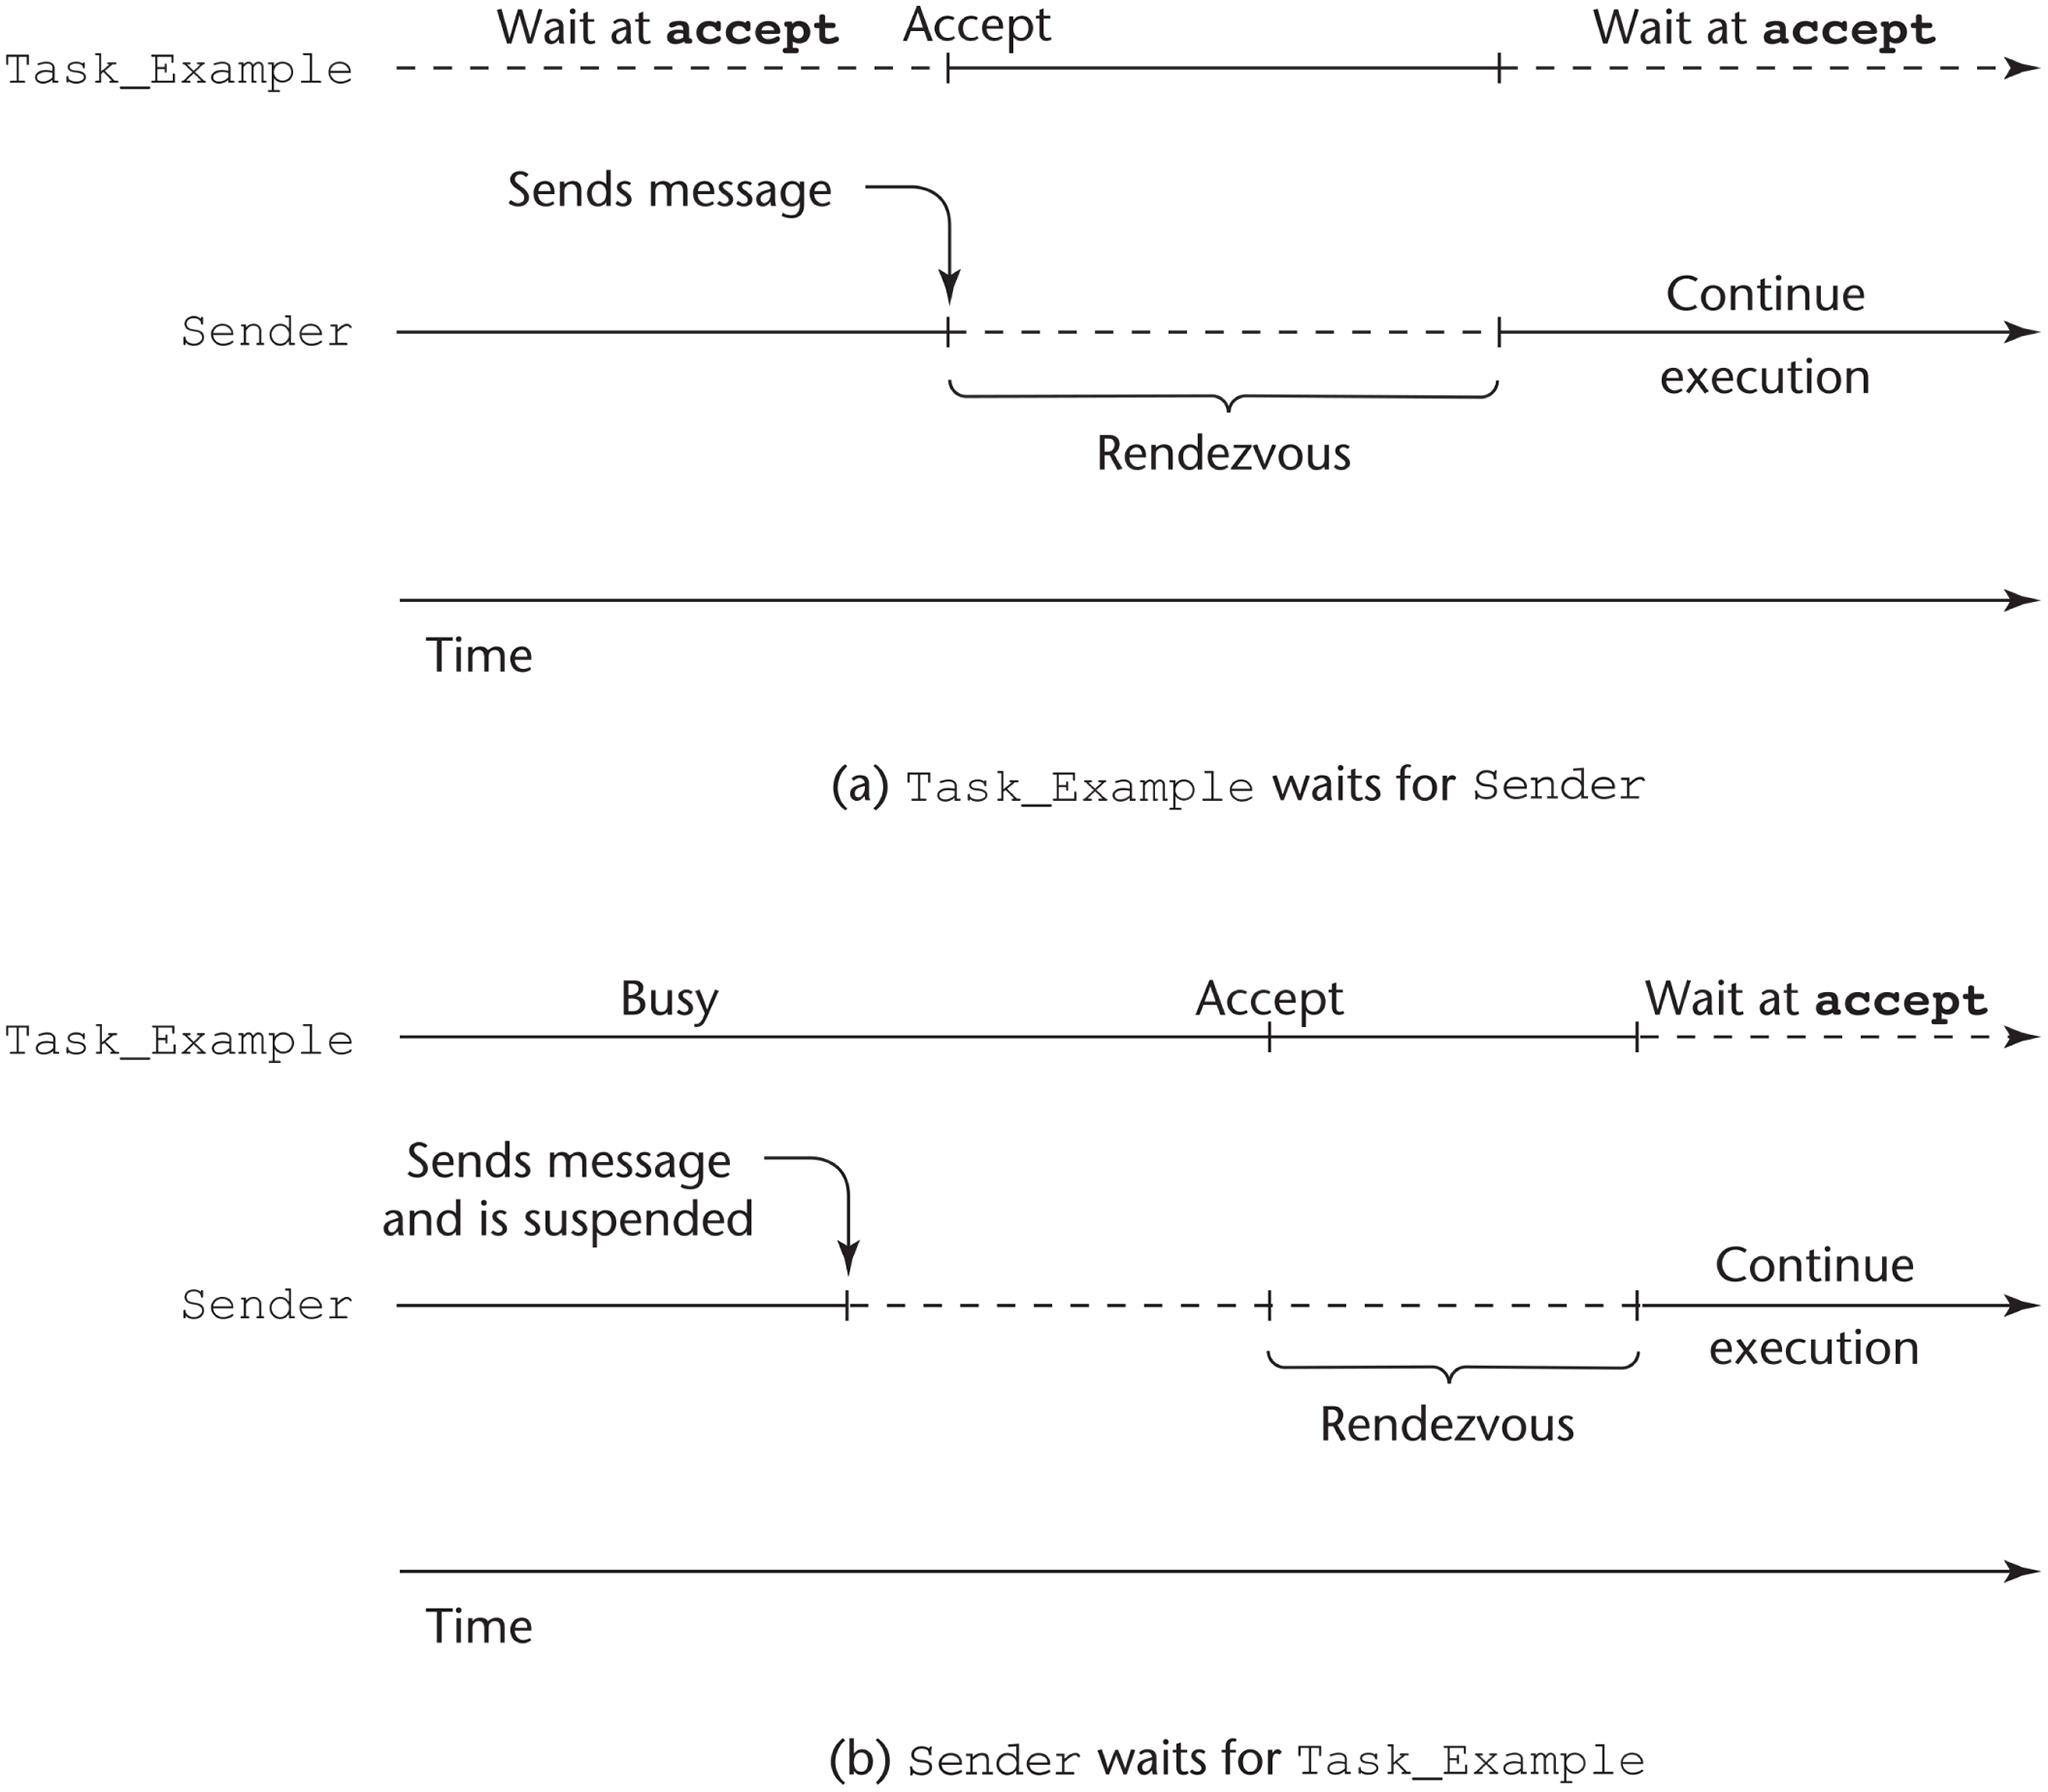 Wait at accept
Accept
Wait at accept
Task_Example
Sends message
Sender
Continue
execution
Rendezvous
Time
(a) Task_Example waits for Sender
Busy
Accept
Wait at accept
Task_Example
Sends message
and is suspended
Sender
Continue
execution
Rendezvous
Time
(b) Sender waits for Task_Example